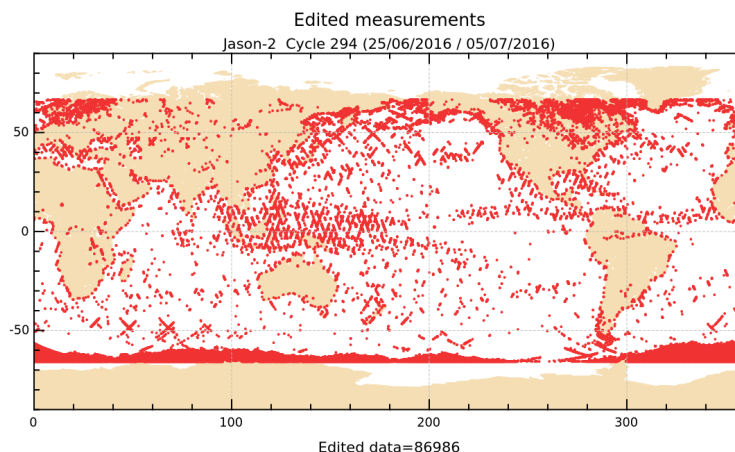 Edited measurements
Jason-2 Cycle 294 (25/06/2016 / 05/07/2016)
50
0
-50
0 100 200 300
Edited data=86986